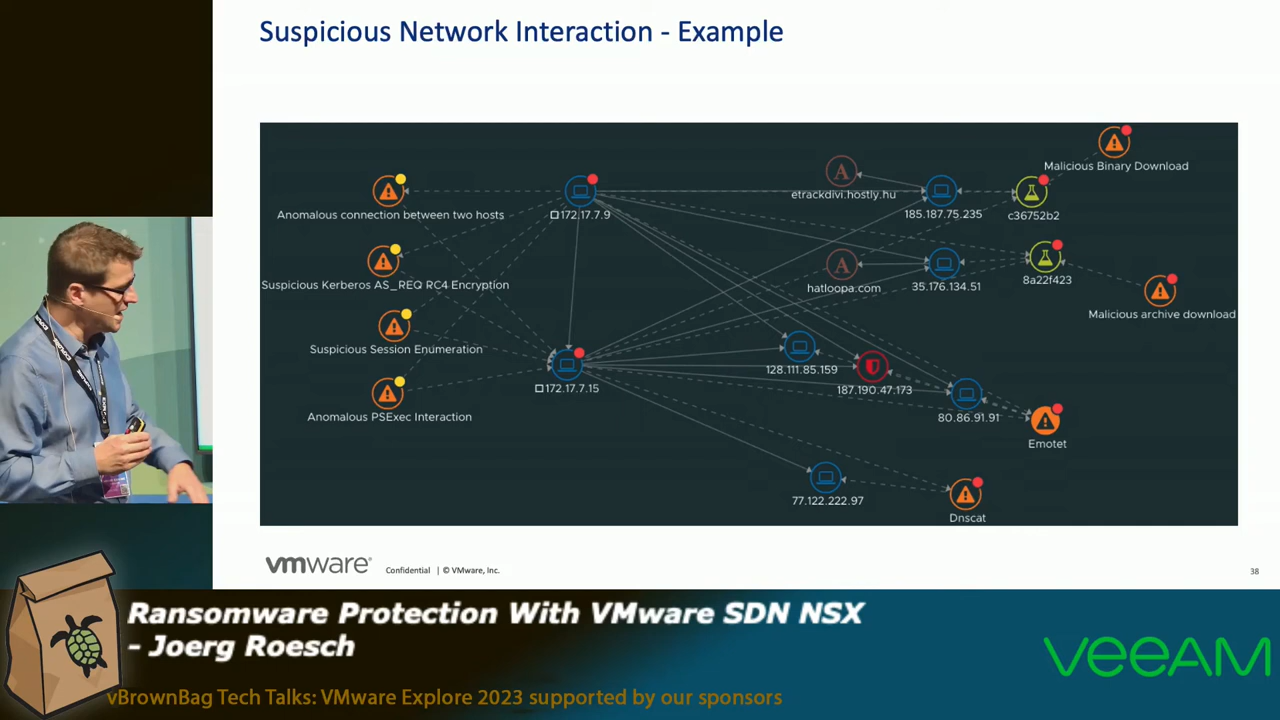 Suspicious Network Interaction - Example
Malicious Binary Download
Anomalous connection between two hosts
172.17.7.9
etrackdivi.hostly.hu
185.187.75.235
c36752b2
Suspicious Kerberos AS_REQ RC4 Encryption
hatloopa.com
35.176.134.51
8a22f423
Malicious archive download
Suspicious Session Enumeration
128.111.85.159
187.190.47.173
172.17.7.15
Anomalous PSExec Interaction
80.86.91.91
Emotet
77.122.222.97
Dnscat
vmware®
Confidential | © VMware, Inc.
38
Ransomware Protection With VMware SDN NSX
- Joerg Roesch
veeam
vBrownBag Tech Talks: VMware Explore 2023 supported by our sponsors